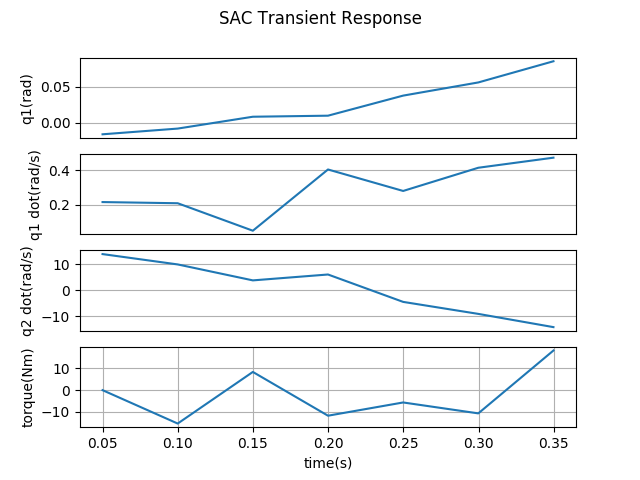 SAC Transient Response
q1(rad)
0.05
0.00
q1 dot(rad/s)
0.4
0.2
q2 dot(rad/s)
10
0
−10
torque(Nm)
10
0
−10
0.05 0.10 0.15 0.20 0.25 0.30 0.35
time(s)